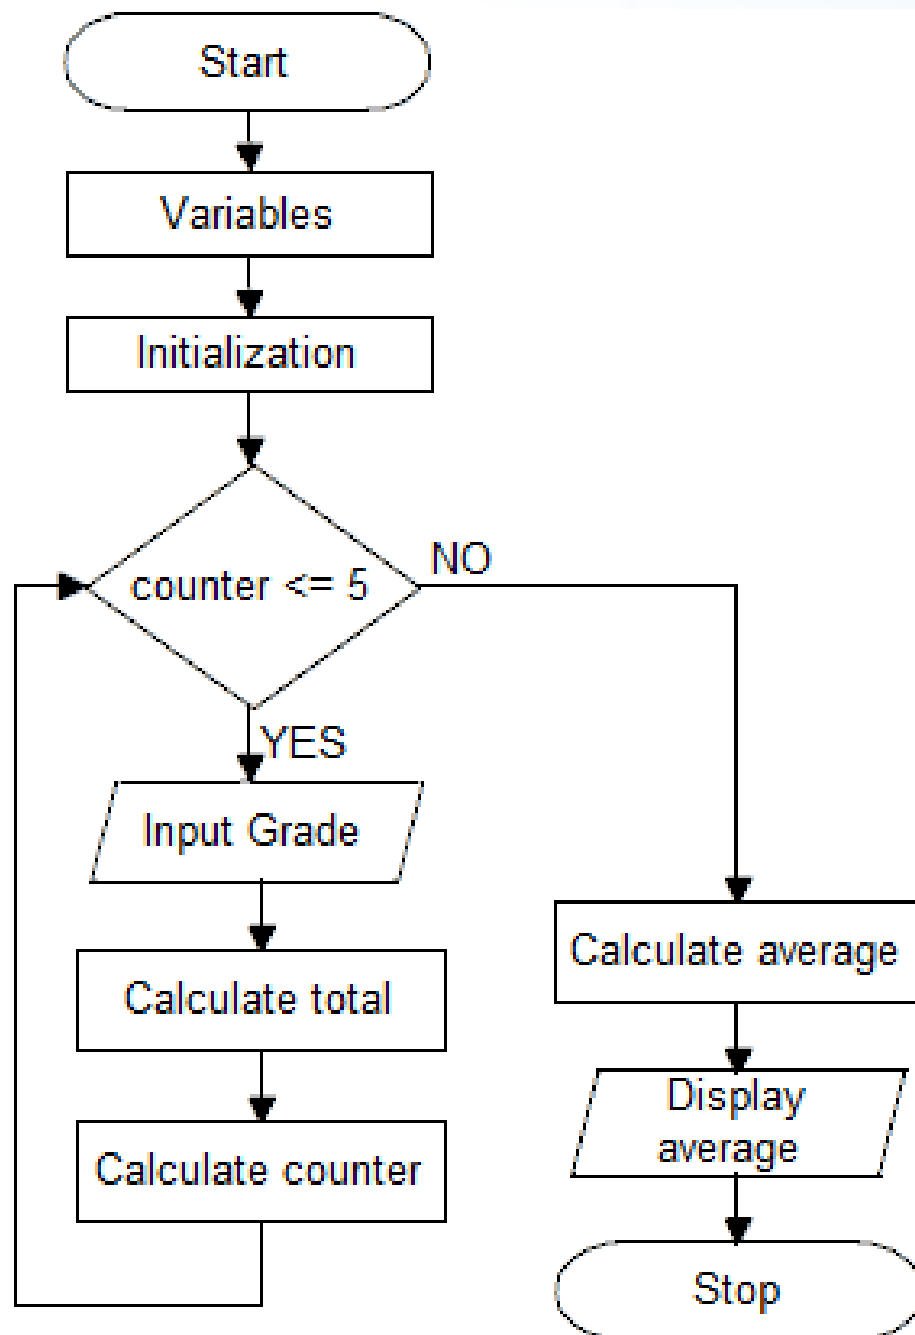 Start
Variables
Initialization
counter <= 5
NO
YES
Input Grade
Calculate total
Calculate counter
Calculate average
Display
average
Stop